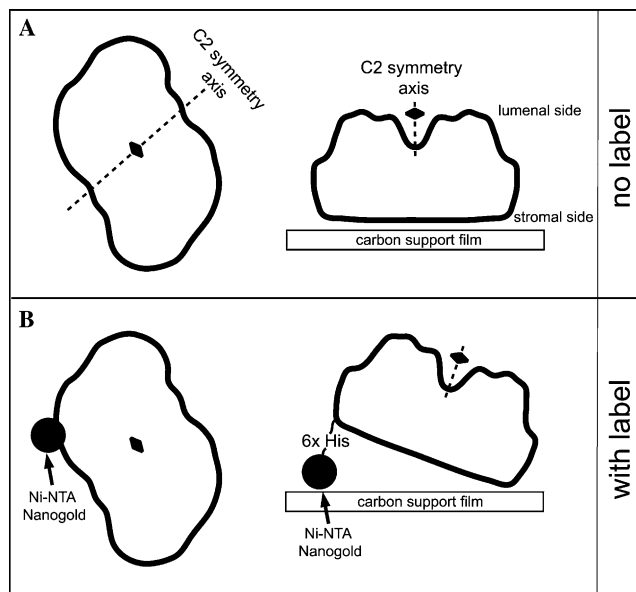 A
C2 symmetry
axis
C2 symmetry
axis
lumenal side
stromal side
carbon support film
no label
B
Ni-NTA
Nanogold
6x His
carbon support film
Ni-NTA
Nanogold
with label